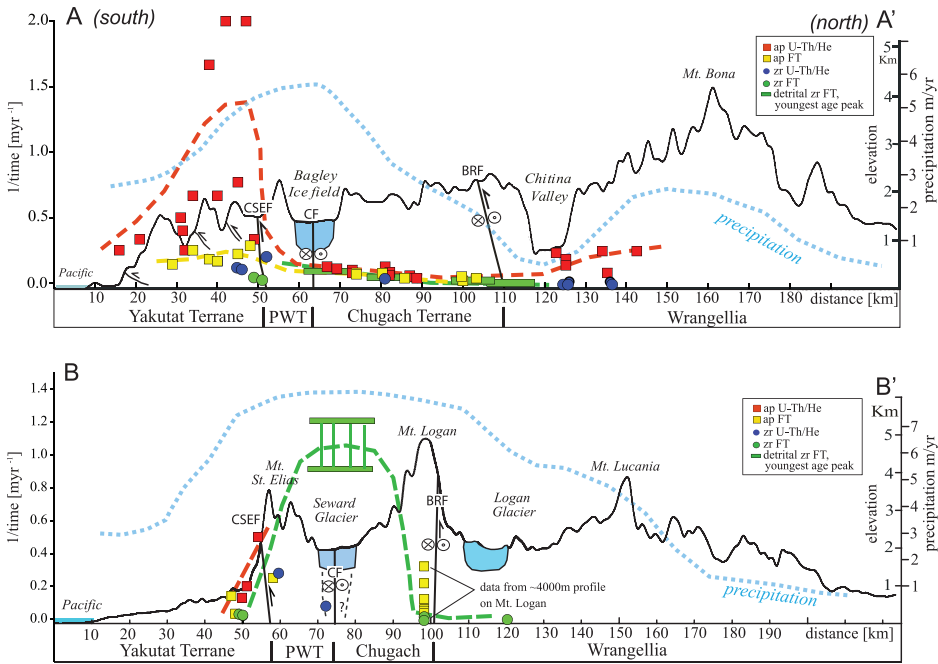 A (south)
(north) A'
2.0
1.5
1.0
0.5
0.0
1/time [myr⁻¹]
ap U-Th/He
ap FT
zr U-Th/He
zr FT
detrital zr FT,
youngest age peak
5
Km
4
3
2
1
6
5
4
3
2
1
elevation
precipitation m/yr
Mt. Bona
BRF
Chitina
Valley
Bagley
Ice field
CSEF
CF
precipitation
Pacific
10 20 30 40 50 60 70 80 90 100 110 120 130 140 150 160 170 180 190 distance [km]
Yakutat Terrane PWT Chugach Terrane Wrangellia
B
B'
1.4
1.2
1.0
0.8
0.6
0.4
0.2
0.0
1/time [myr⁻¹]
ap U-Th/He
ap FT
zr U-Th/He
zr FT
detrital zr FT,
youngest age peak
Km
5
4
3
2
1
7
6
5
4
3
2
1
elevation
precipitation m/yr
Mt. Logan
Mt.
St. Elias
Mt. Lucania
Seward
Glacier
BRF
Logan
Glacier
CSEF
CF
?
data from ~4000m profile
on Mt. Logan
precipitation
Pacific
10 20 30 40 50 60 70 80 90 100 110 120 130 140 150 160 170 180 190 distance [km]
Yakutat Terrane PWT Chugach Wrangellia